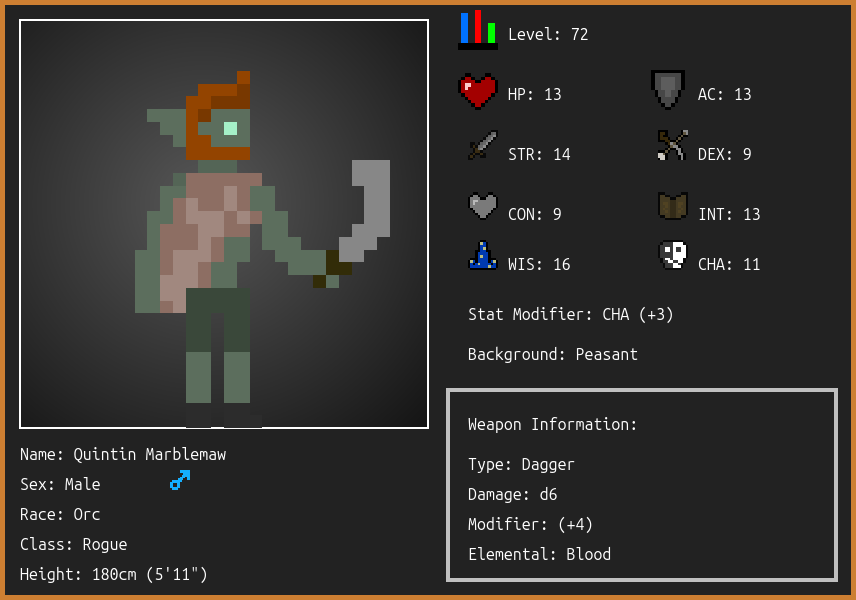 Level: 72
HP: 13
AC: 13
STR: 14
DEX: 9
CON: 9
INT: 13
WIS: 16
CHA: 11
Stat Modifier: CHA (+3)
Background: Peasant
Weapon Information:
Type: Dagger
Damage: d6
Modifier: (+4)
Elemental: Blood
Name: Quintin Marblemaw
Sex: Male
Race: Orc
Class: Rogue
Height: 180cm (5'11")